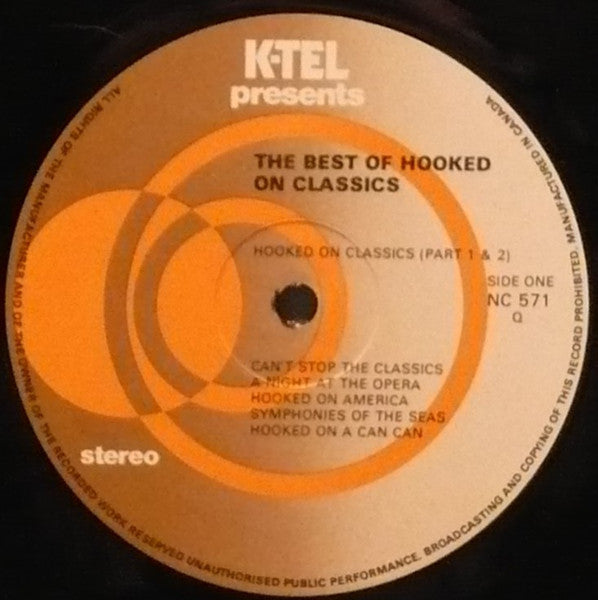 K-TEL
presents
THE BEST OF HOOKED
ON CLASSICS
HOOKED ON CLASSICS (PART 1 & 2)
SIDE ONE
NC 571
Q
CAN'T STOP THE CLASSICS
A NIGHT AT THE OPERA
HOOKED ON AMERICA
SYMPHONIES OF THE SEAS
HOOKED ON A CAN CAN
stereo
ALL RIGHTS OF THE MANUFACTURER AND OF THE OWNER OF THE RECORDED WORK RESERVED UNAUTHORISED PUBLIC PERFORMANCE, BROADCASTING AND COPYING OF THIS RECORD PROHIBITED. MANUFACTURED IN CANADA